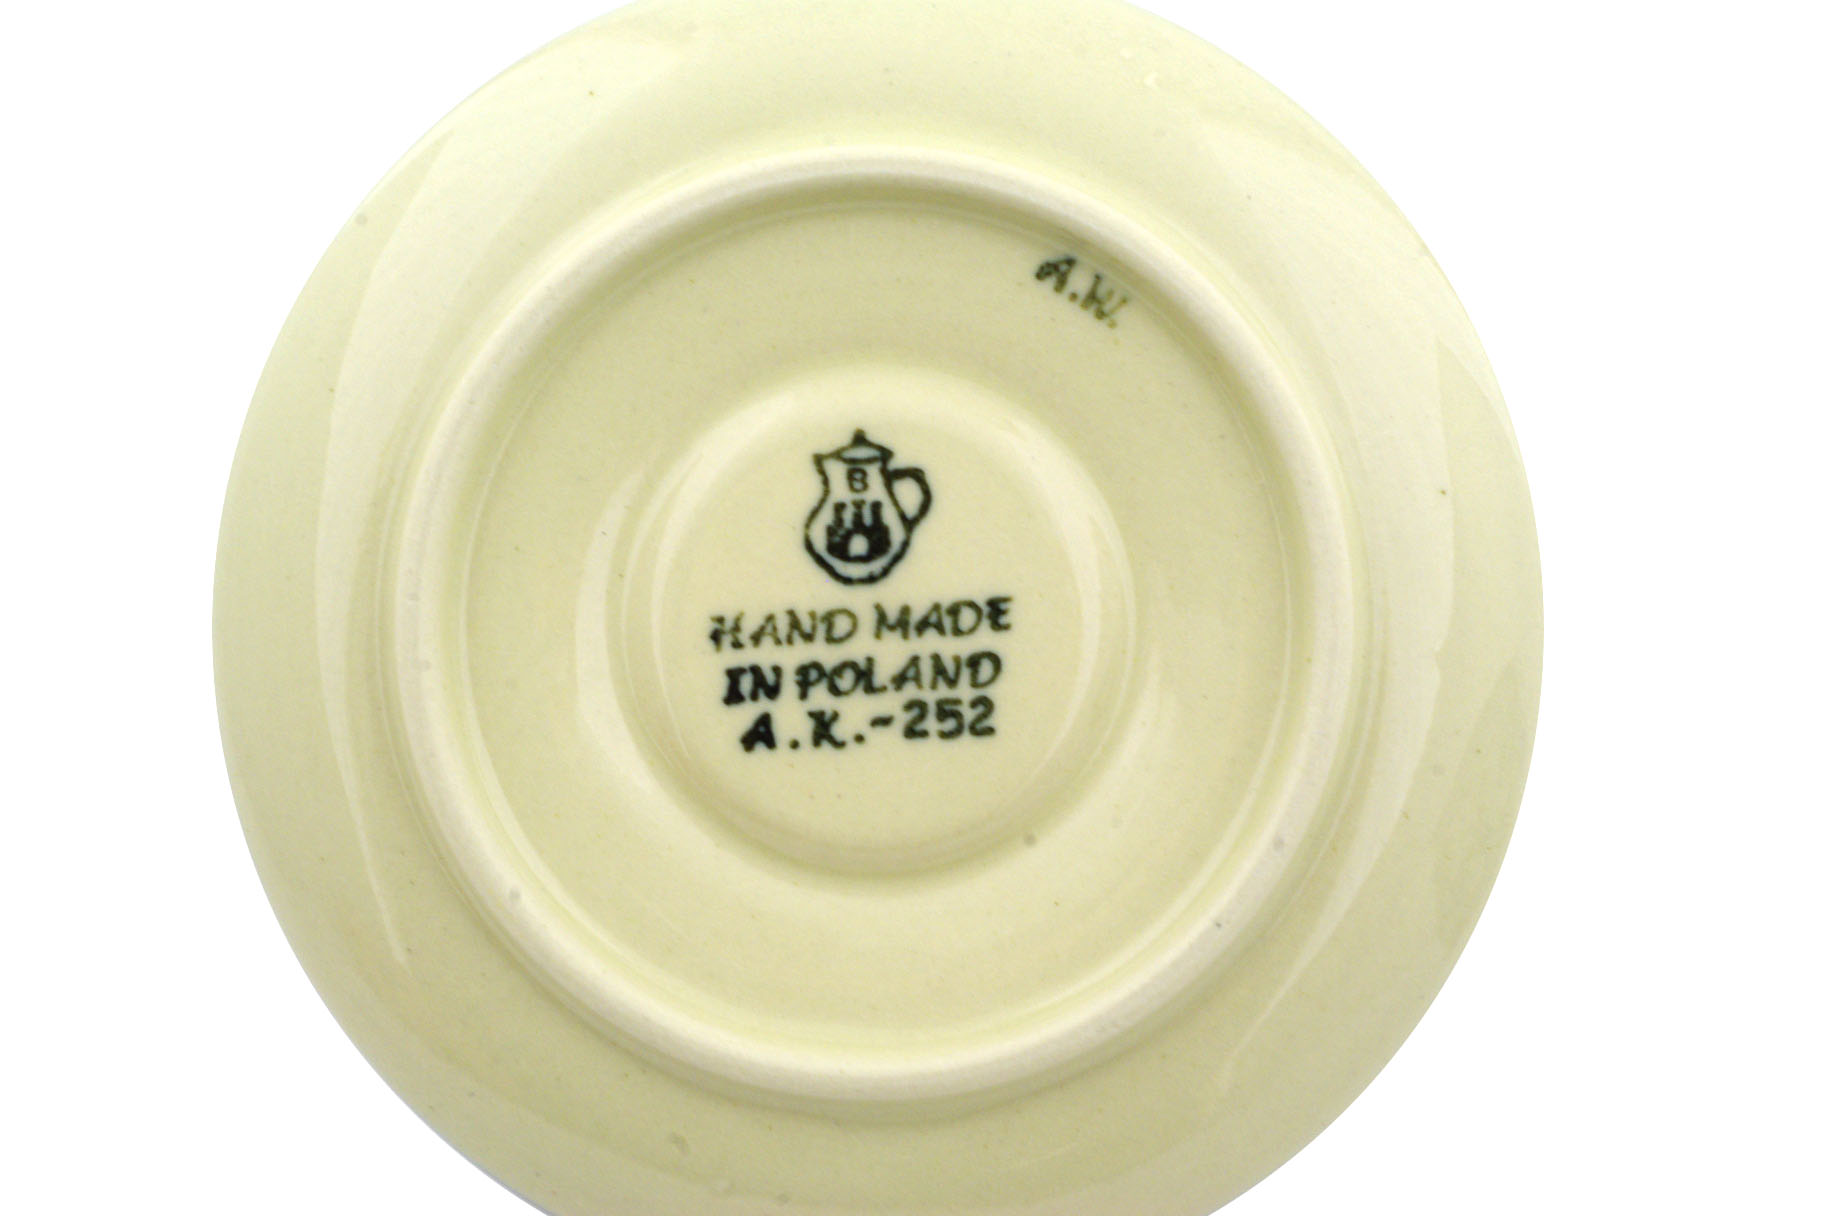 A.W.
B
HAND MADE
IN POLAND
A.K.-252